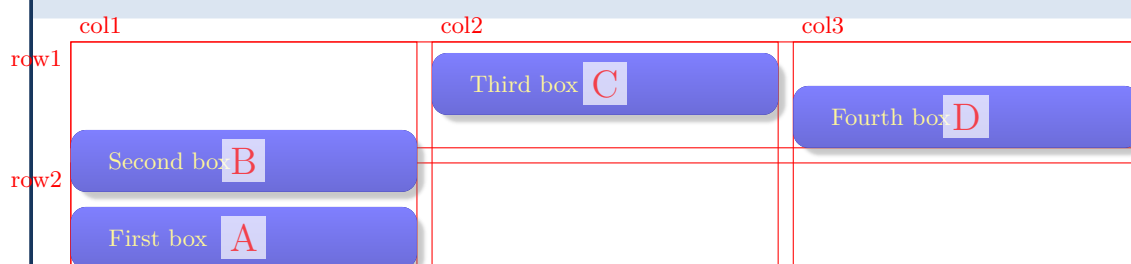 col1 col2 col3
row1
Third box C
Fourth box D
Second box B
row2
First box A